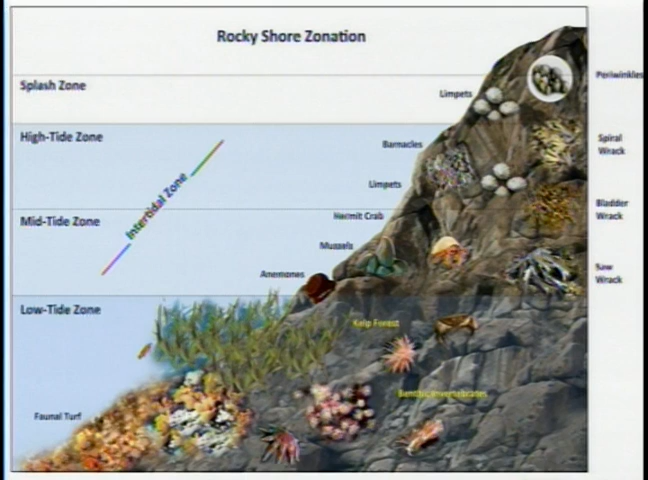 Rocky Shore Zonation
Splash Zone
Limpets
Periwinkles
High-Tide Zone
Barnacles
Spiral
Wrack
Intertidal Zone
Limpets
Mid-Tide Zone
Hermit Crab
Bladder
Wrack
Mussels
Anemones
Saw
Wrack
Low-Tide Zone
Kelp Forest
Benthic Invertebrates
Faunal Turf